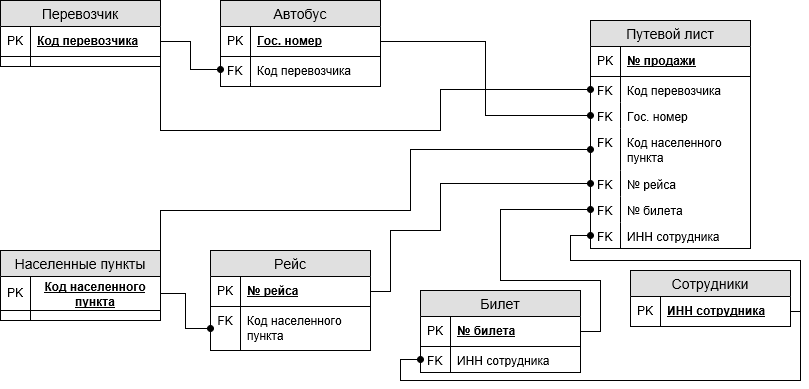 Перевозчик
PK Код перевозчика
Автобус
PK Гос. номер
FK Код перевозчика
Путевой лист
PK № продажи
FK Код перевозчика
FK Гос. номер
FK Код населенного
пункта
FK № рейса
FK № билета
FK ИНН сотрудника
Населенные пункты
PK Код населенного
пункта
Рейс
PK № рейса
FK Код населенного
пункта
Билет
PK № билета
FK ИНН сотрудника
Сотрудники
PK ИНН сотрудника